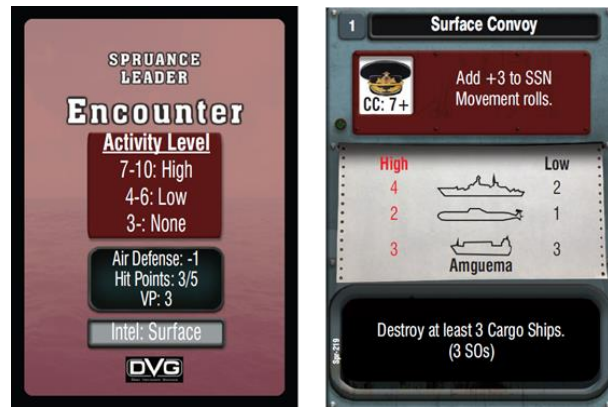 SPRUANCE
LEADER
Encounter
Activity Level
7-10: High
4-6: Low
3-: None
Air Defense: -1
Hit Points: 3/5
VP: 3
Intel: Surface
DVG
1 Surface Convoy
CC: 7+
Add +3 to SSN
Movement rolls.
High Low
4 2
2 1
3 3
Amguema
Destroy at least 3 Cargo Ships.
(3 SOs)
Spr-219